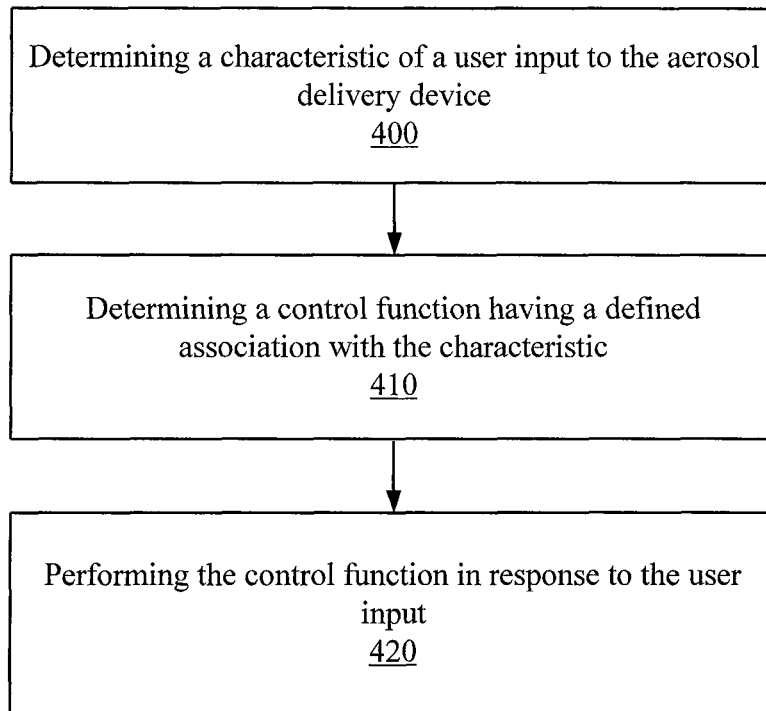 Determining a characteristic of a user input to the aerosol
delivery device
400
Determining a control function having a defined
association with the characteristic
410
Performing the control function in response to the user
input
420